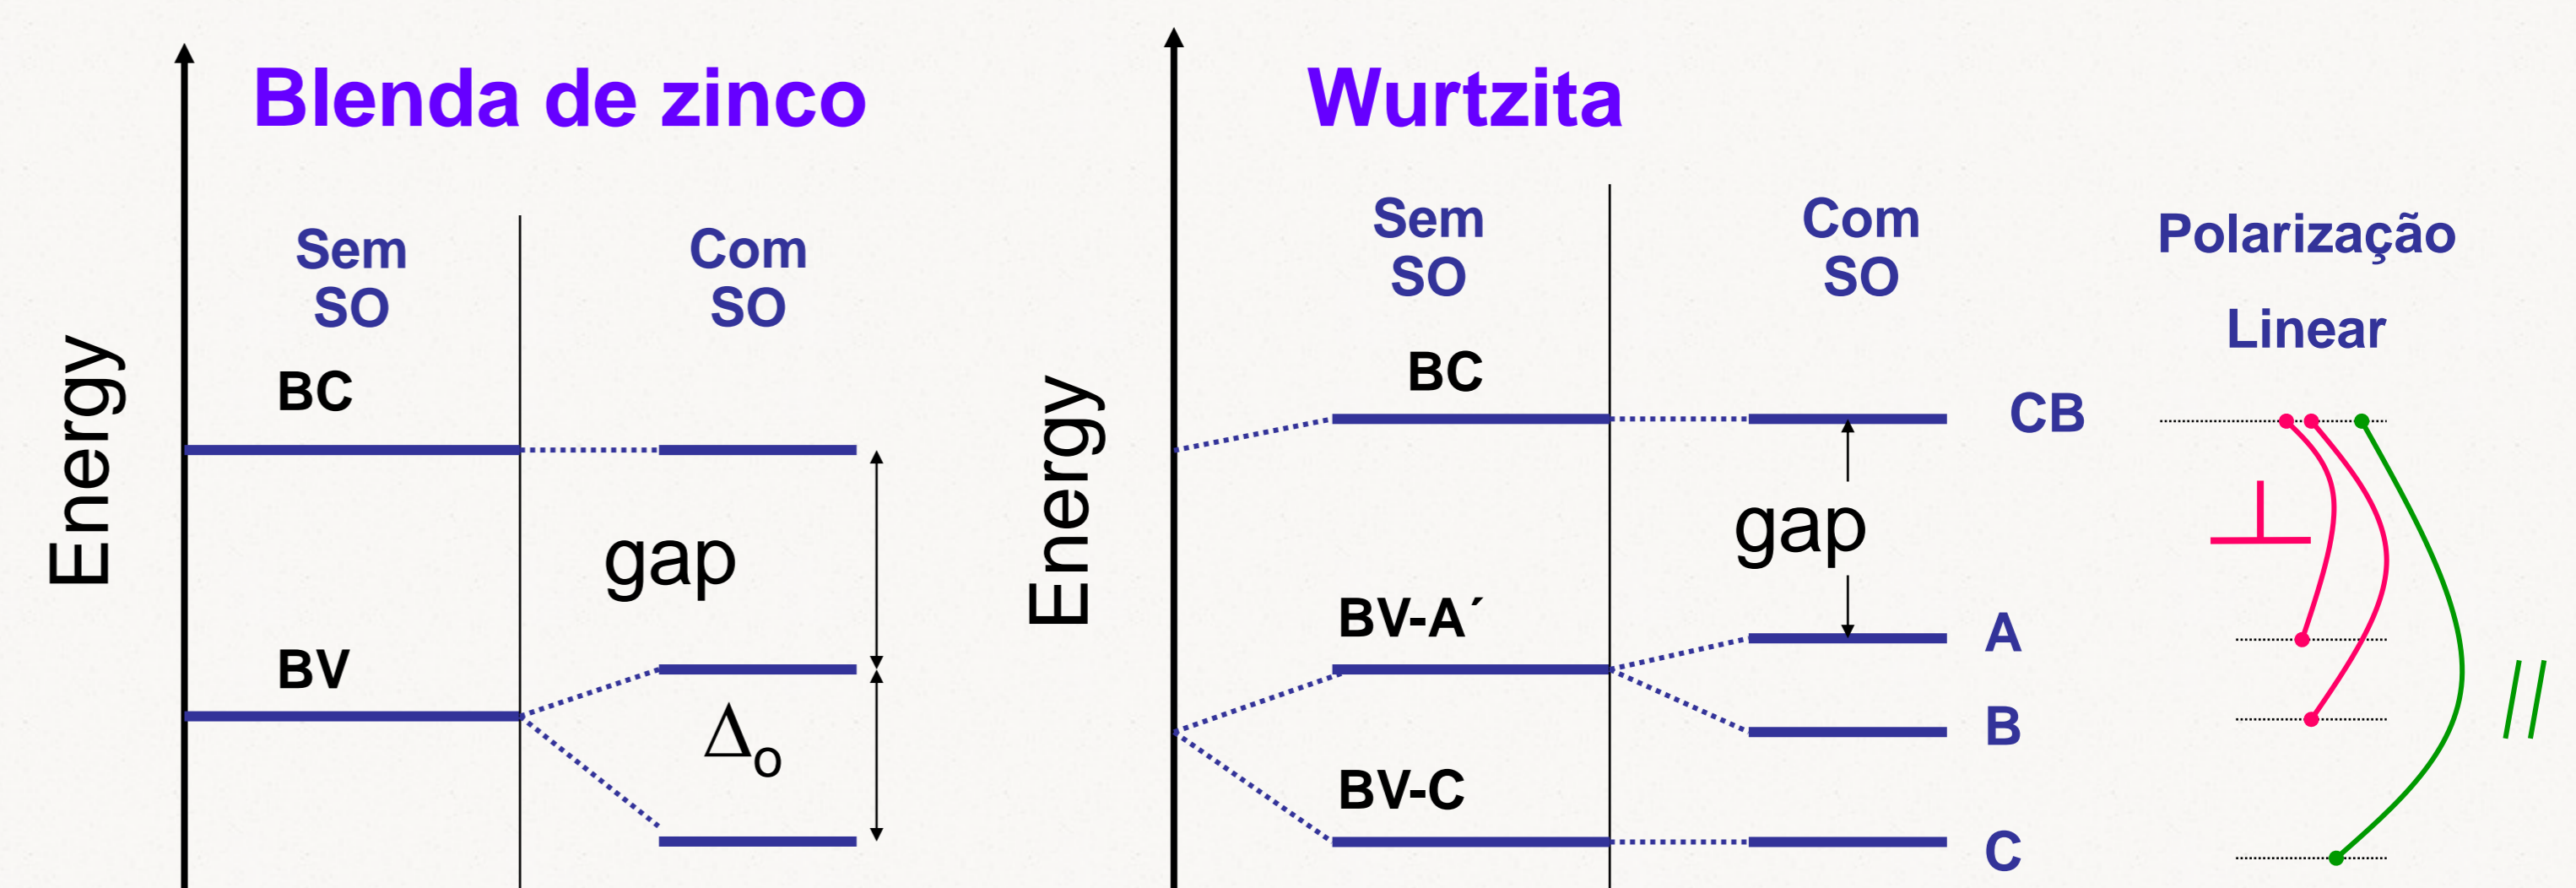 Blenda de zinco
Energy
Sem
SO
Com
SO
BC
gap
BV
Δo
Wurtzita
Energy
Sem
SO
Com
SO
Polarização
Linear
BC
CB
gap
BV-A´
A
B
BV-C
C